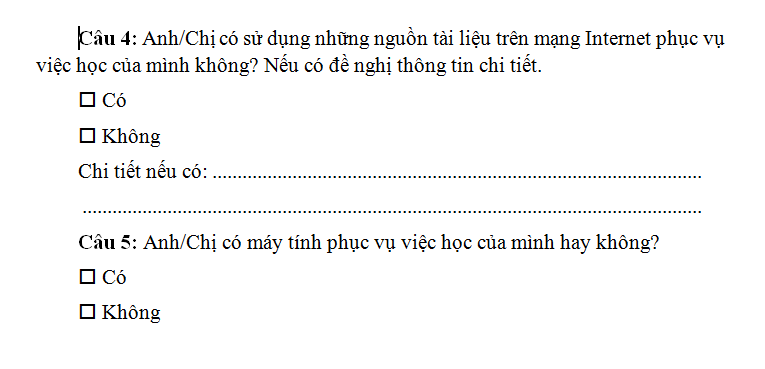 Câu 4: Anh/Chị có sử dụng những nguồn tài liệu trên mạng Internet phục vụ
việc học của mình không? Nếu có đề nghị thông tin chi tiết.
☐ Có
☐ Không
Chi tiết nếu có: ................................................................................................
..........................................................................................................................
Câu 5: Anh/Chị có máy tính phục vụ việc học của mình hay không?
☐ Có
☐ Không